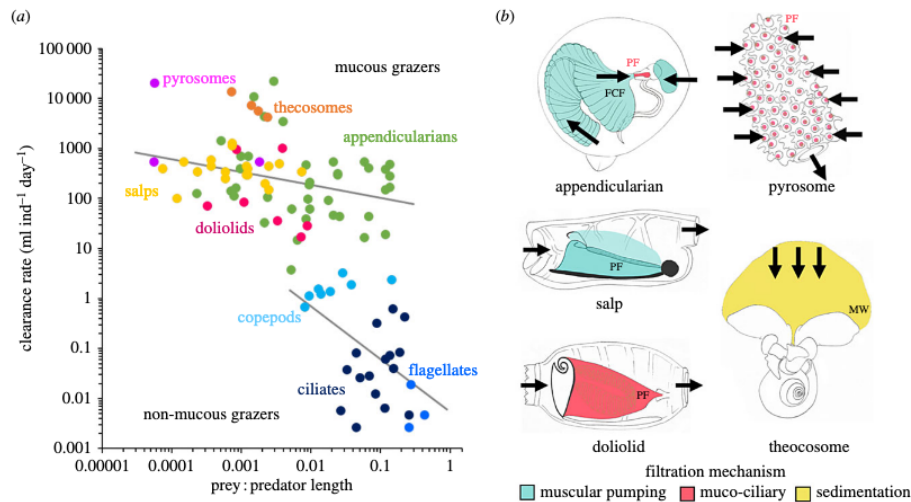 (a)
100 000
10 000
1000
100
10
1
0.1
0.01
0.001
clearance rate (ml ind⁻¹ day⁻¹)
pyrosomes
mucous grazers
thecosomes
appendicularians
salps
doliolids
copepods
flagellates
ciliates
non-mucous grazers
0.00001
0.0001
0.001
0.01
0.1
1
prey : predator length
(b)
PF
FCF
appendicularian
PF
pyrosome
PF
salp
MW
PF
doliolid
theocosome
filtration mechanism
muscular pumping
muco-ciliary
sedimentation